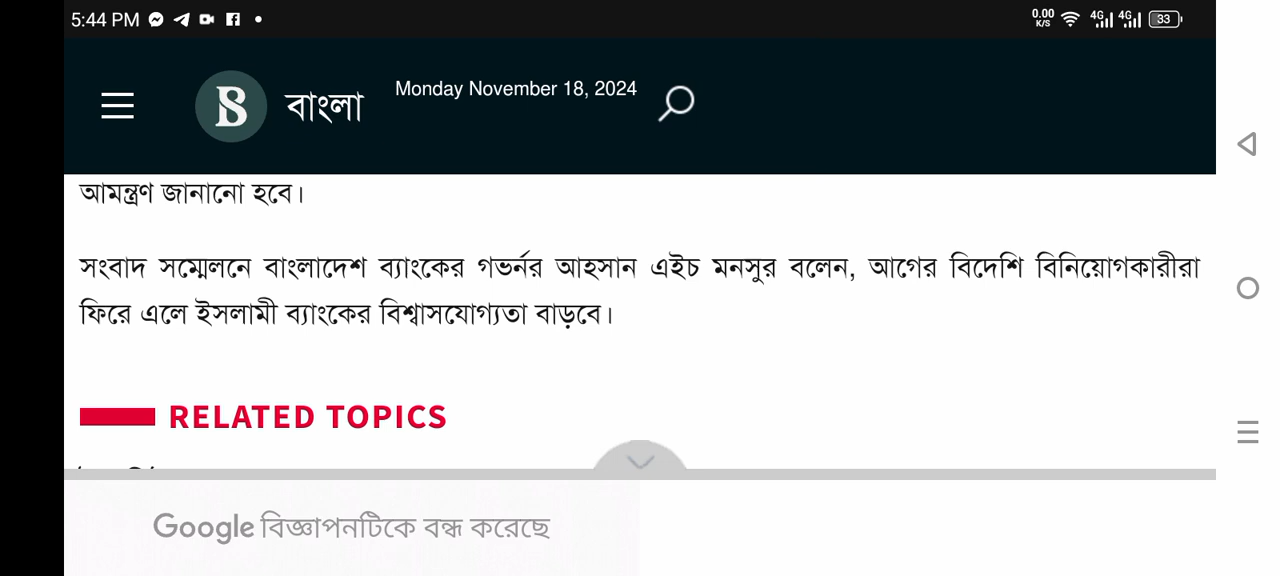 5:44 PM
0.00 K/S 4G 4G 33
বাংলা Monday November 18, 2024
আমন্ত্রণ জানানো হবে।
সংবাদ সম্মেলনে বাংলাদেশ ব্যাংকের গভর্নর আহসান এইচ মনসুর বলেন, আগের বিদেশি বিনিয়োগকারীরা
ফিরে এলে ইসলামী ব্যাংকের বিশ্বাসযোগ্যতা বাড়বে।
RELATED TOPICS
Google বিজ্ঞাপনটিকে বন্ধ করেছে